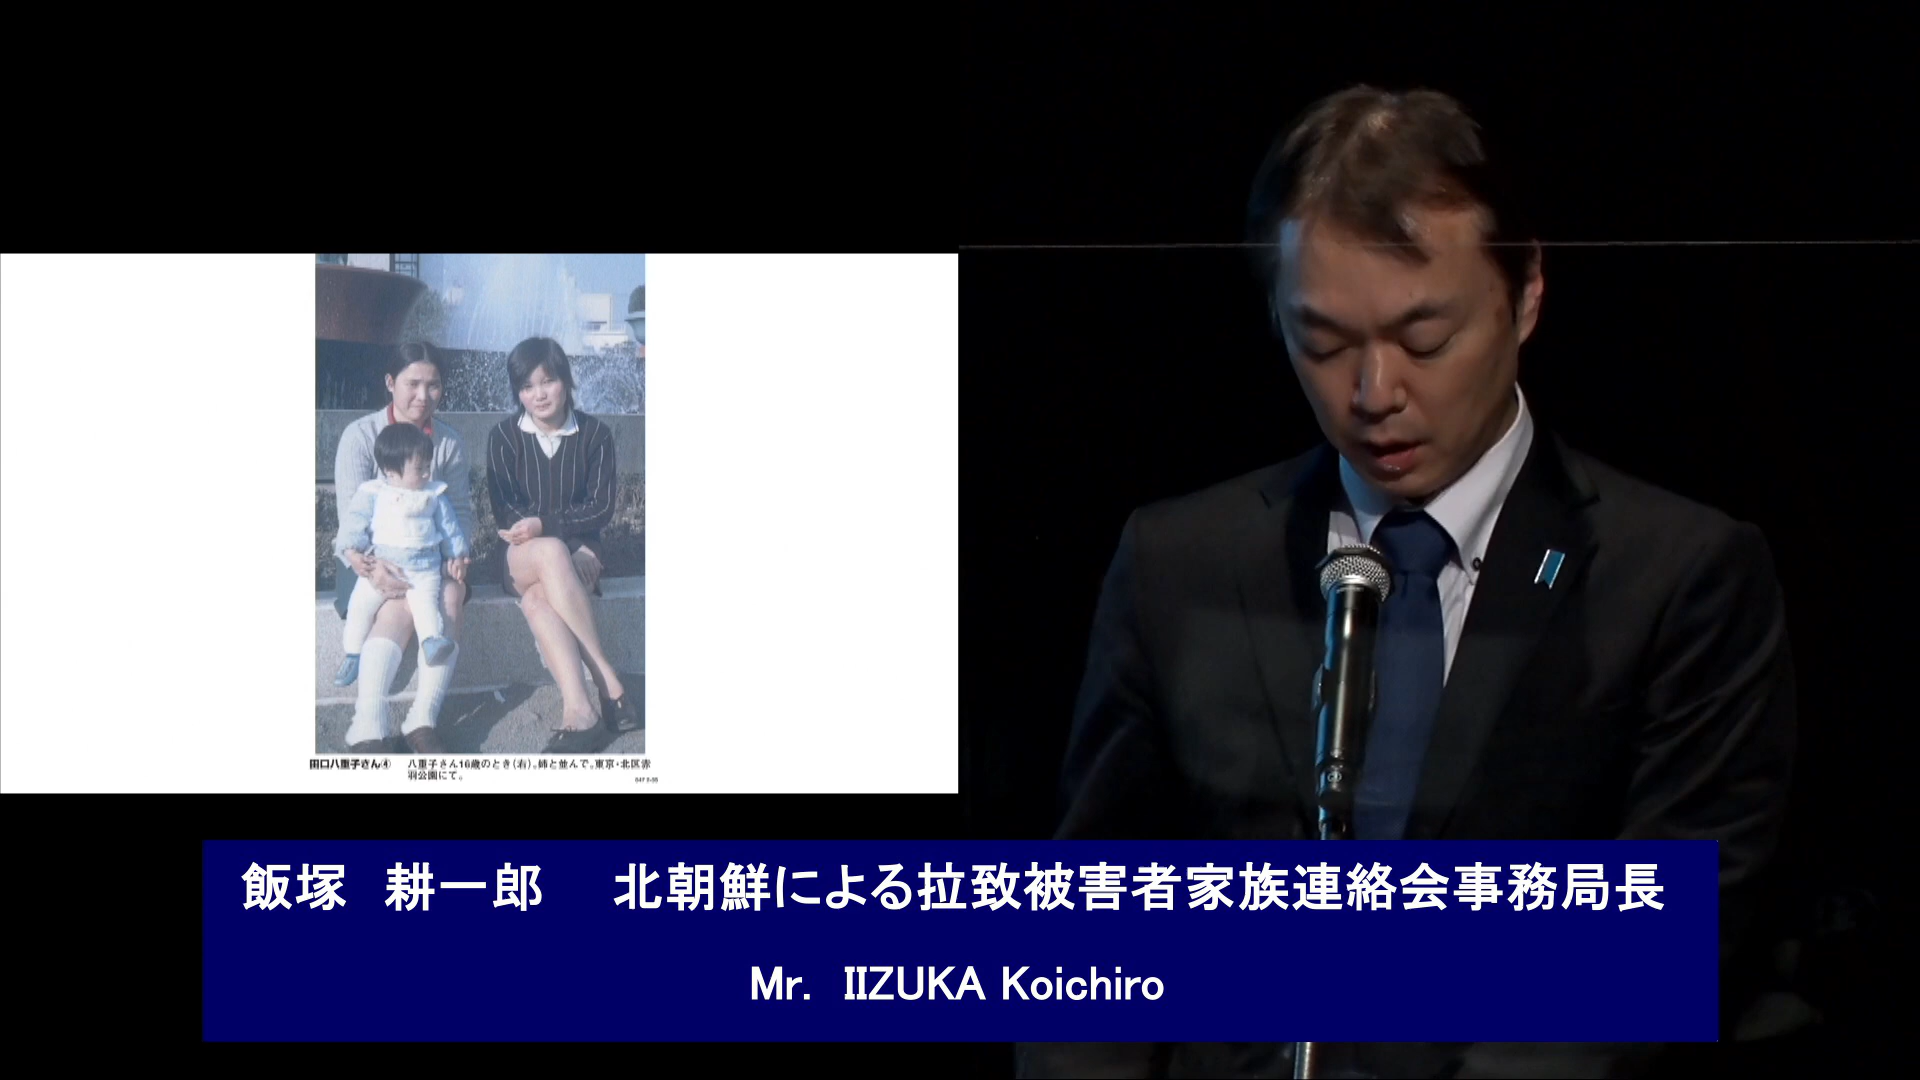 田口八重子さん④ 八重子さん16歳のとき(右)。姉と並んで。東京・北区赤
羽公園にて。
飯塚 耕一郎 北朝鮮による拉致被害者家族連絡会事務局長
Mr. IIZUKA Koichiro